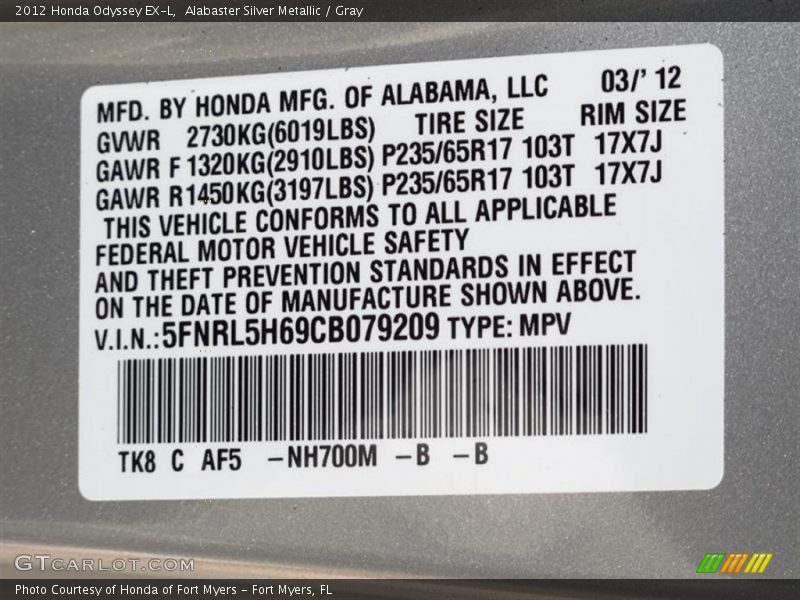 2012 Honda Odyssey EX-L,  Alabaster Silver Metallic / Gray
MFD. BY HONDA MFG. OF ALABAMA, LLC 03/' 12
GVWR 2730KG(6019LBS) TIRE SIZE RIM SIZE
GAWR F 1320KG(2910LBS) P235/65R17 103T 17X7J
GAWR R1450KG(3197LBS) P235/65R17 103T 17X7J
THIS VEHICLE CONFORMS TO ALL APPLICABLE
FEDERAL MOTOR VEHICLE SAFETY
AND THEFT PREVENTION STANDARDS IN EFFECT
ON THE DATE OF MANUFACTURE SHOWN ABOVE.
V.I.N.:5FNRL5H69CB079209 TYPE: MPV
TK8 C AF5 -NH700M -B -B
GTCARLOT.COM
Photo Courtesy of Honda of Fort Myers - Fort Myers, FL